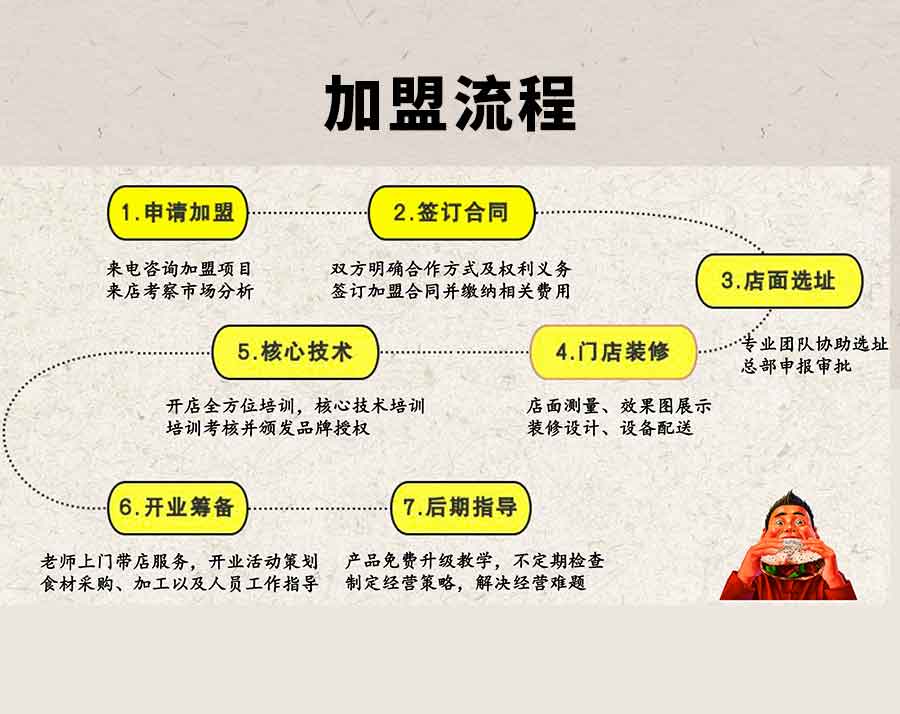 加盟流程
1.申请加盟
来电咨询加盟项目
来店考察市场分析
2.签订合同
双方明确合作方式及权利义务
签订加盟合同并缴纳相关费用
3.店面选址
专业团队协助选址
总部申报审批
4.门店装修
店面测量、效果图展示
装修设计、设备配送
5.核心技术
开店全方位培训，核心技术培训
培训考核并颁发品牌授权
6.开业筹备
老师上门带店服务，开业活动策划
食材采购、加工以及人员工作指导
7.后期指导
产品免费升级教学，不定期检查
制定经营策略，解决经营难题